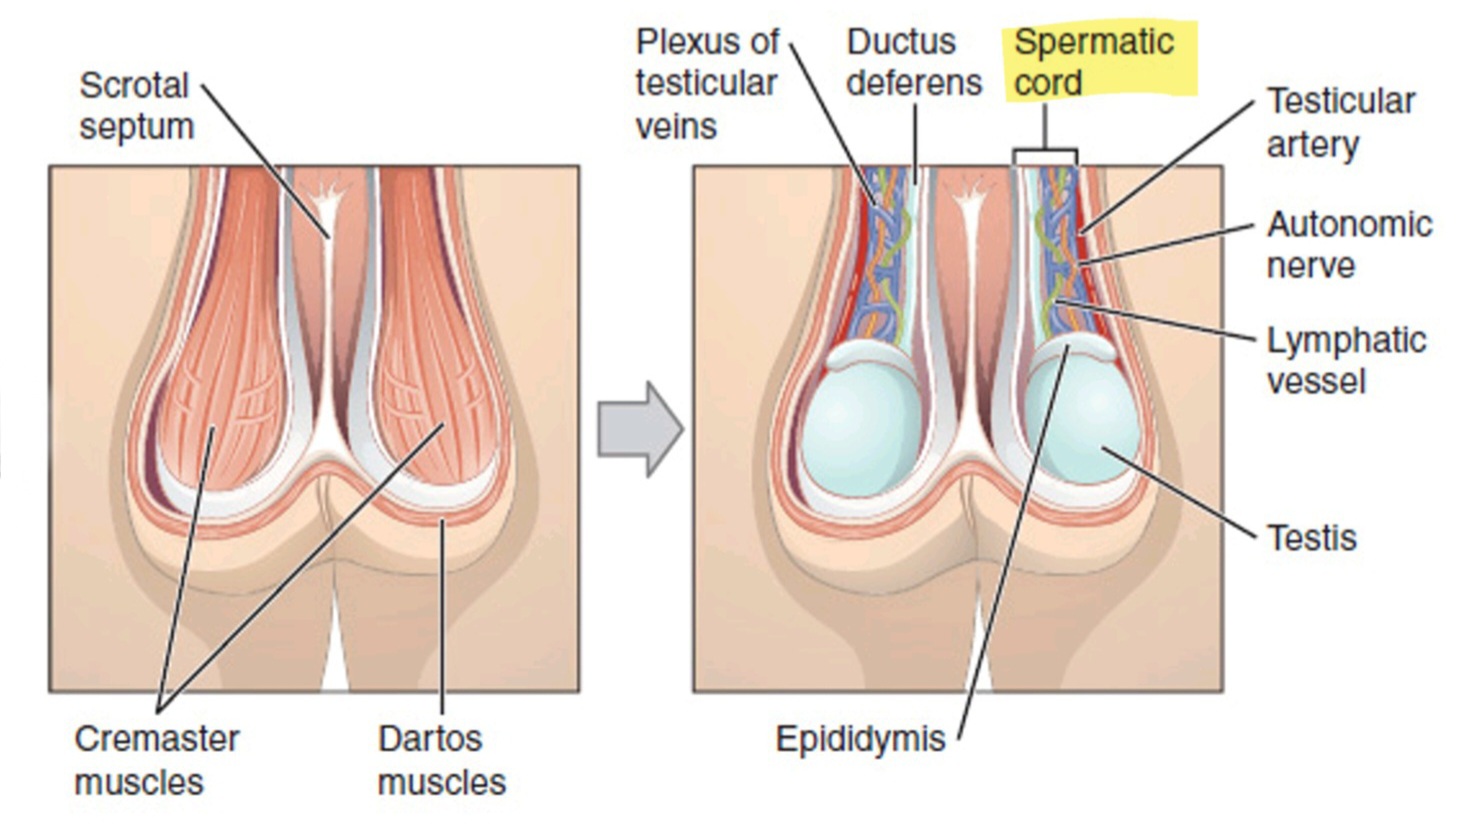 Scrotal
septum
Plexus of
testicular
veins
Ductus
deferens
Spermatic
cord
Testicular
artery
Autonomic
nerve
Lymphatic
vessel
Testis
Epididymis
Cremaster
muscles
Dartos
muscles